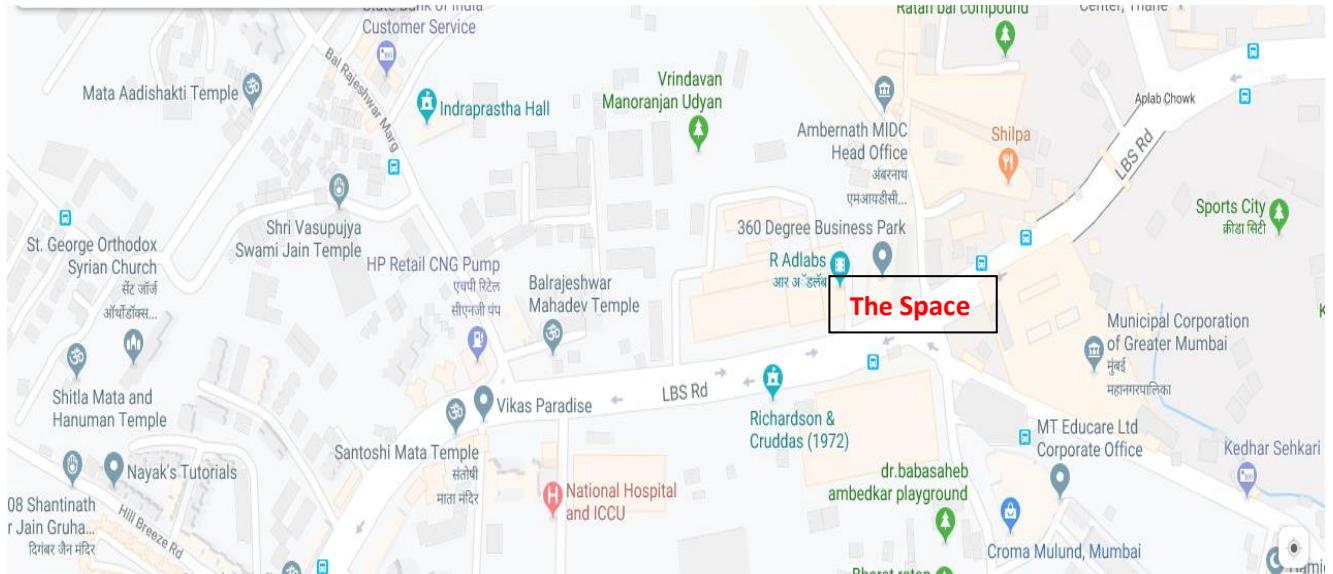 State Bank of India
Customer Service
Ratan bai compound
Center, Thane
Mata Aadishakti Temple
Bal Rajeshwar Marg
Indraprastha Hall
Vrindavan
Manoranjan Udyan
Ambernath MIDC
Head Office
अंबरनाथ
एमआयडीसी...
Shilpa
Aplab Chowk
LBS Rd
Sports City
क्रीडा सिटी
St. George Orthodox
Syrian Church
सेंट जॉर्ज
ऑर्थोडॉक्स...
Shri Vasupujya
Swami Jain Temple
HP Retail CNG Pump
एचपी रिटेल
सीएनजी पंप
Balrajeshwar
Mahadev Temple
360 Degree Business Park
R Adlabs
आर अॅडलॅब
The Space
Municipal Corporation
of Greater Mumbai
मुंबई
महानगरपालिका
Shitla Mata and
Hanuman Temple
Vikas Paradise
LBS Rd
Richardson &
Cruddas (1972)
MT Educare Ltd
Corporate Office
Kedhar Sehkari
Santoshi Mata Temple
संतोषी
माता मंदिर
Nayak's Tutorials
National Hospital
and ICCU
dr.babasaheb
ambedkar playground
08 Shantinath
r Jain Gruha...
दिगंबर जैन मंदिर
Hill Breeze Rd
Croma Mulund, Mumbai